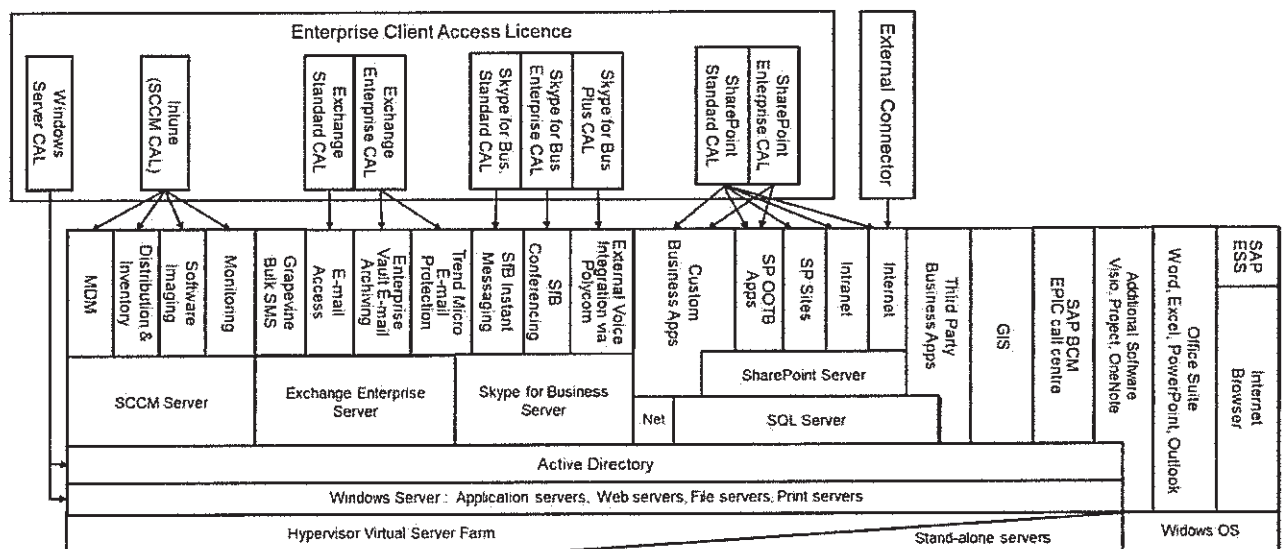 Enterprise Client Access Licence
External Connector
Windows
Server CAL
Intune
(SCCM CAL)
Exchange
Standard CAL
Exchange
Enterprise CAL
Skype for Bus.
Standard CAL
Skype for Bus
Enterprise CAL
Skype for Bus
Plus CAL
SharePoint
Standard CAL
SharePoint
Enterprise CAL
MDM
Distribution &
Inventory
Software
Imaging
Monitoring
Grapevine
Bulk SMS
E-mail
Access
Enterprise
Vault E-mail
Archiving
Trend Micro
E-mail
Protection
SfB Instant
Messaging
SfB
Conferencing
External Voice
Integration via
Polycom
Custom
Business Apps
SP OOTB
Apps
SP Sites
Intranet
Internet
Third Party
Business Apps
GIS
SAP BCM
EPIC call centre
Additional Software
Visio, Project, OneNote
Office Suite
Word, Excel, PowerPoint, Outlook
SAP
ESS
Internet
Browser
SCCM Server
Exchange Enterprise
Server
Skype for Business
Server
SharePoint Server
.Net
SQL Server
Active Directory
Windows Server : Application servers, Web servers, File servers, Print servers
Hypervisor Virtual Server Farm
Stand-alone servers
Widows OS